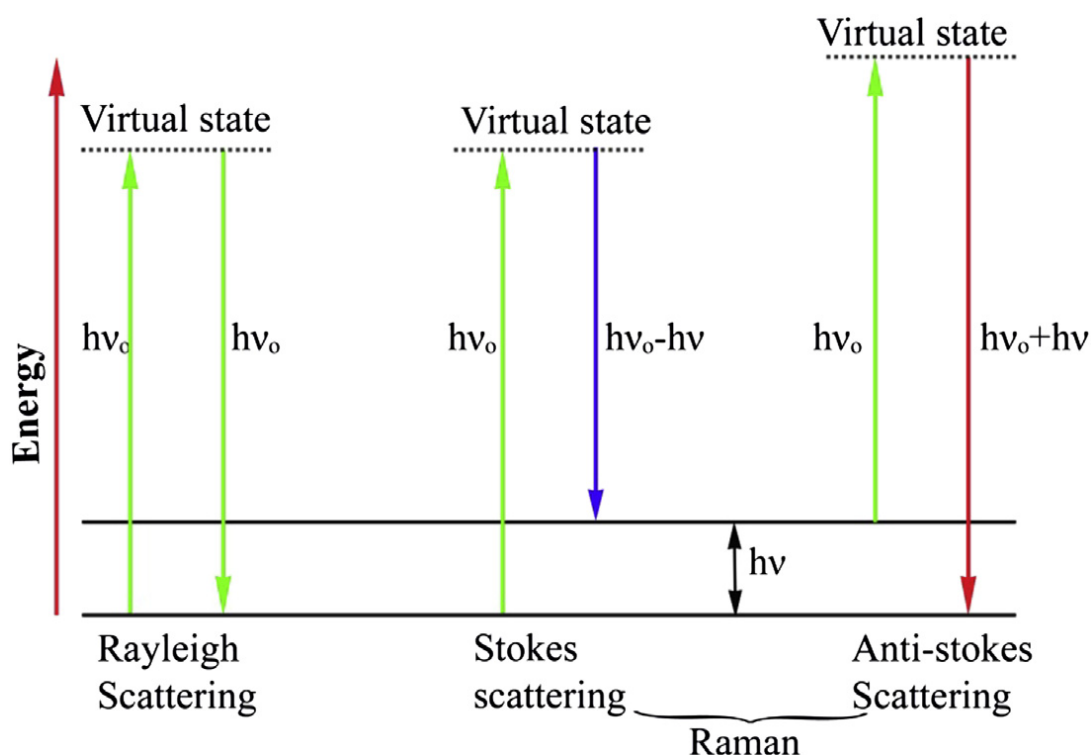 Virtual state
Virtual state
Virtual state
Energy
hνₒ
hνₒ
hνₒ
hνₒ-hν
hνₒ
hνₒ+hν
hν
Rayleigh
Scattering
Stokes
scattering
Anti-stokes
Scattering
Raman